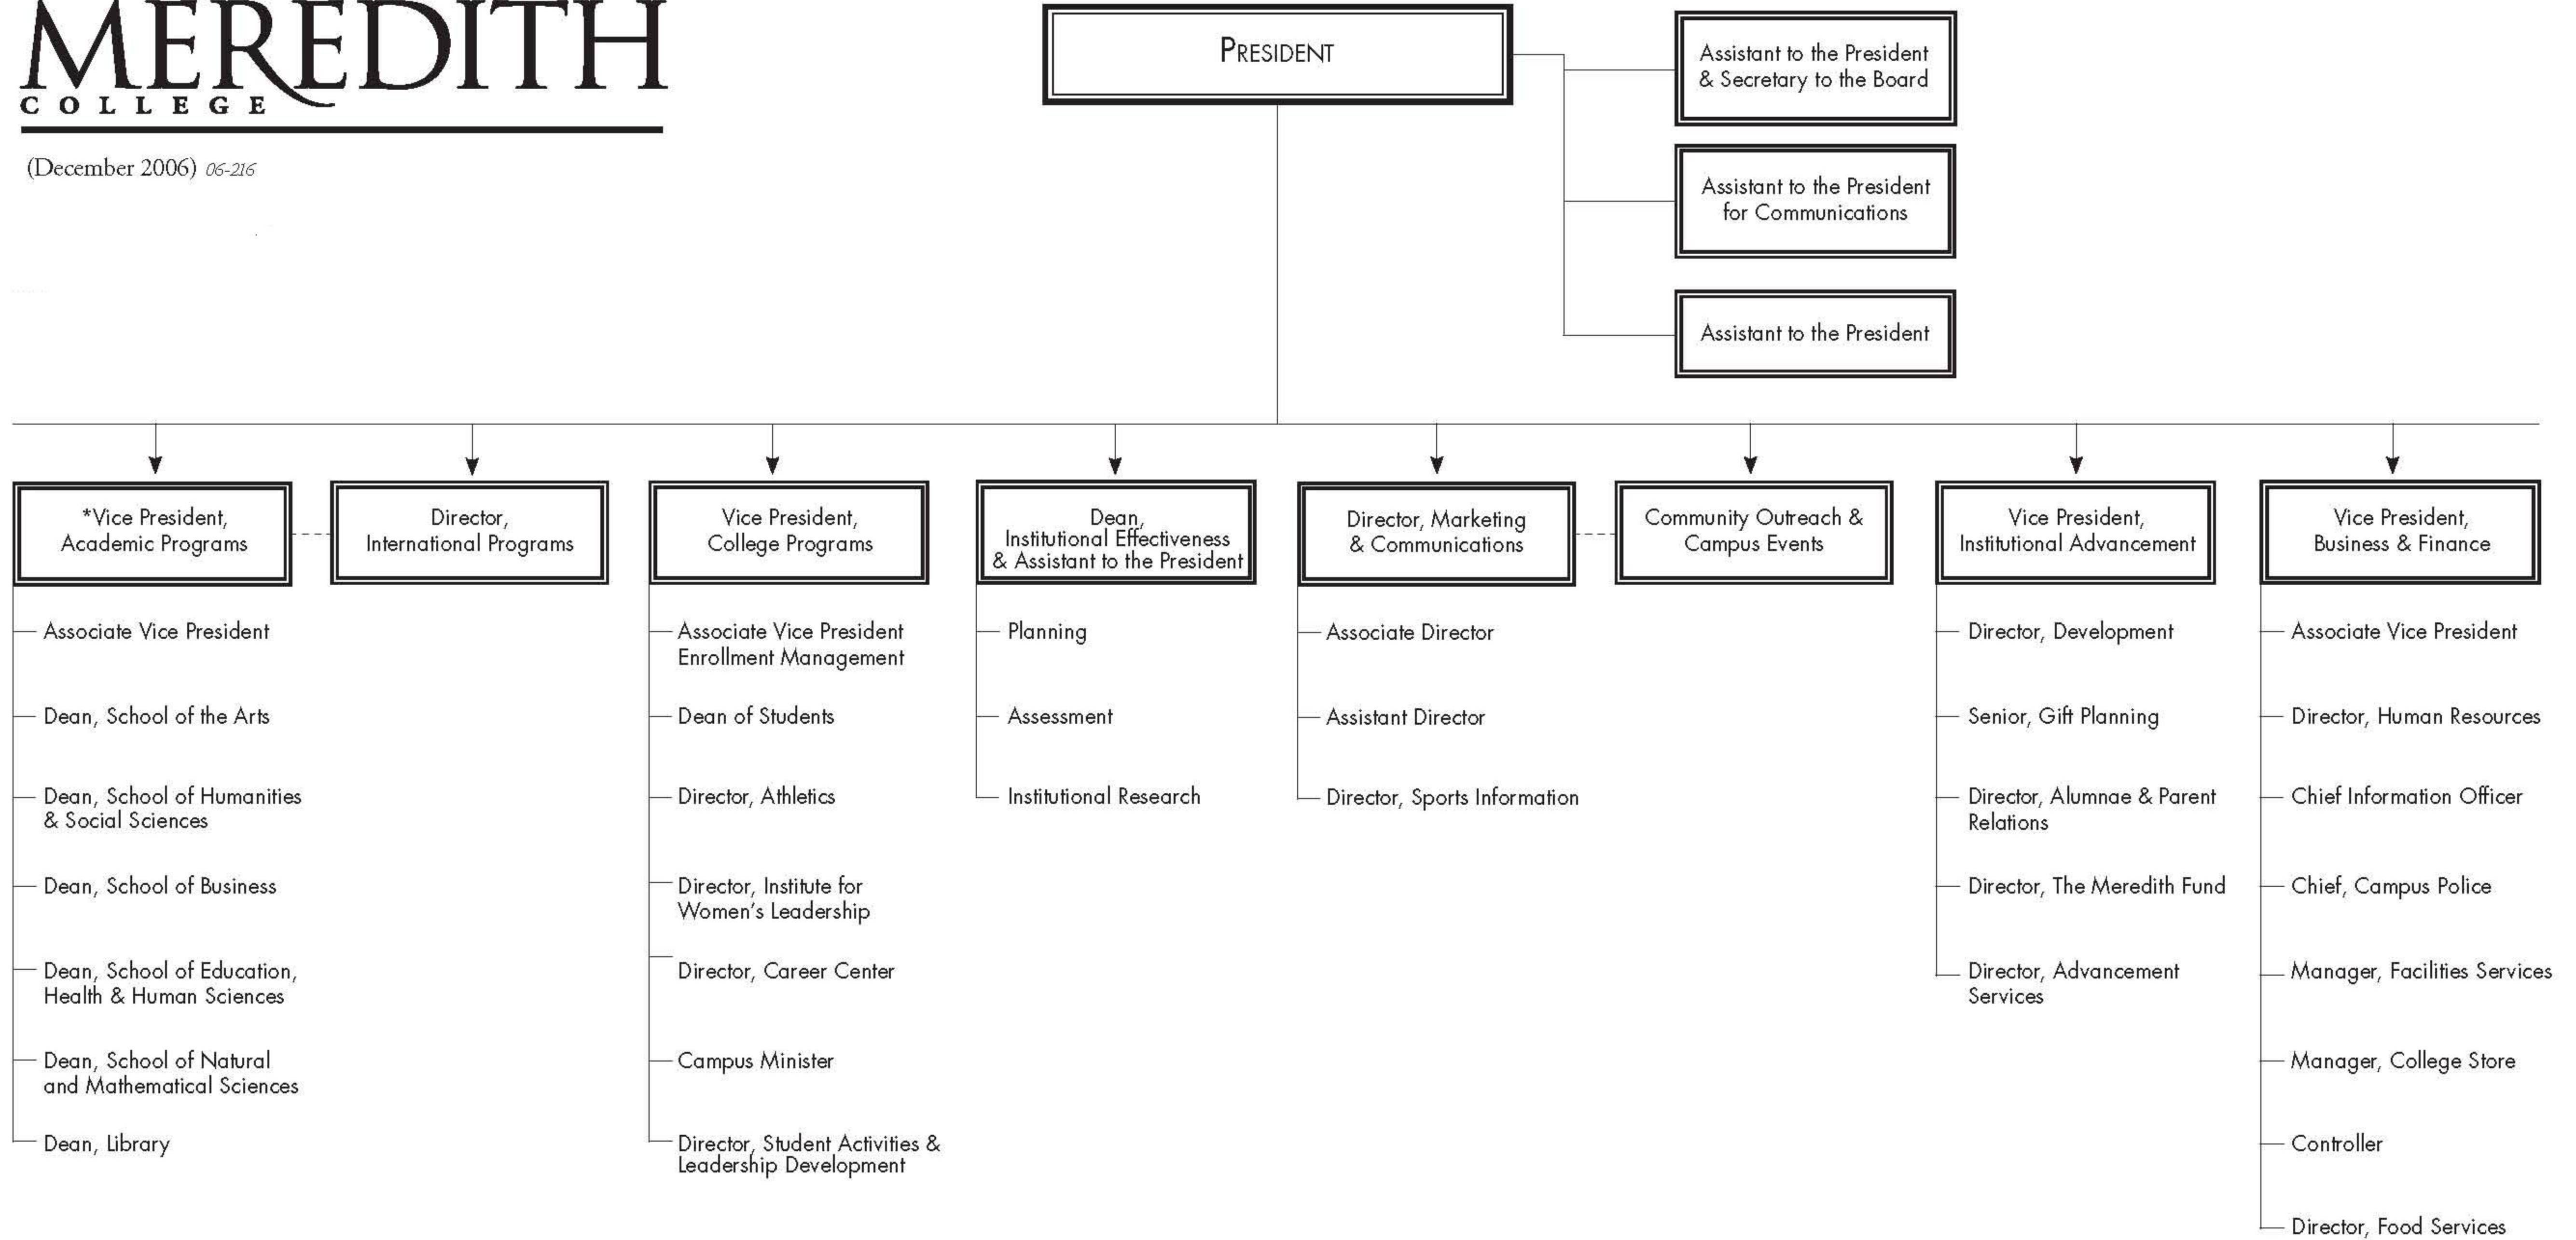 MEREDITH
COLLEGE
(December 2006) 06-216
PRESIDENT
Assistant to the President
& Secretary to the Board
Assistant to the President
for Communications
Assistant to the President
*Vice President,
Academic Programs
Associate Vice President
Dean, School of the Arts
Dean, School of Humanities
& Social Sciences
Dean, School of Business
Dean, School of Education,
Health & Human Sciences
Dean, School of Natural
and Mathematical Sciences
Dean, Library
Director,
International Programs
Vice President,
College Programs
Associate Vice President
Enrollment Management
Dean of Students
Director, Athletics
Director, Institute for
Women's Leadership
Director, Career Center
Campus Minister
Director, Student Activities &
Leadership Development
Dean,
Institutional Effectiveness
& Assistant to the President
Planning
Assessment
Institutional Research
Director, Marketing
& Communications
Associate Director
Assistant Director
Director, Sports Information
Community Outreach &
Campus Events
Vice President,
Institutional Advancement
Director, Development
Senior, Gift Planning
Director, Alumnae & Parent
Relations
Director, The Meredith Fund
Director, Advancement
Services
Vice President,
Business & Finance
Associate Vice President
Director, Human Resources
Chief Information Officer
Chief, Campus Police
Manager, Facilities Services
Manager, College Store
Controller
Director, Food Services